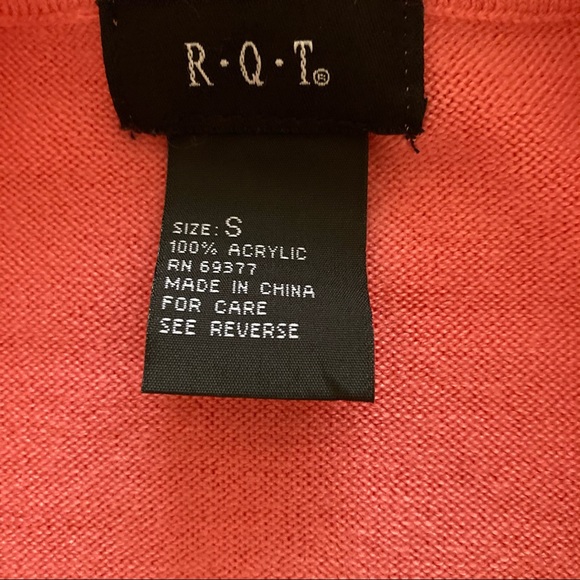 R·Q·T®
SIZE: S
100% ACRYLIC
RN 69377
MADE IN CHINA
FOR CARE
SEE REVERSE